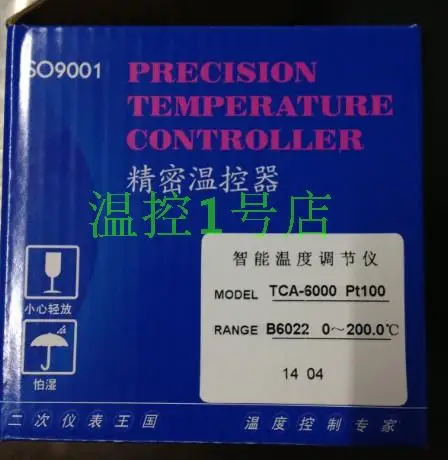 SO9001
PRECISION
TEMPERATURE
CONTROLLER
精密温控器
温控1号店
小心轻放
怕湿
智能温度调节仪
MODEL TCA-6000 Pt100
RANGE B6022 0～200.0℃
14 04
二次仪表王国 温度控制专家